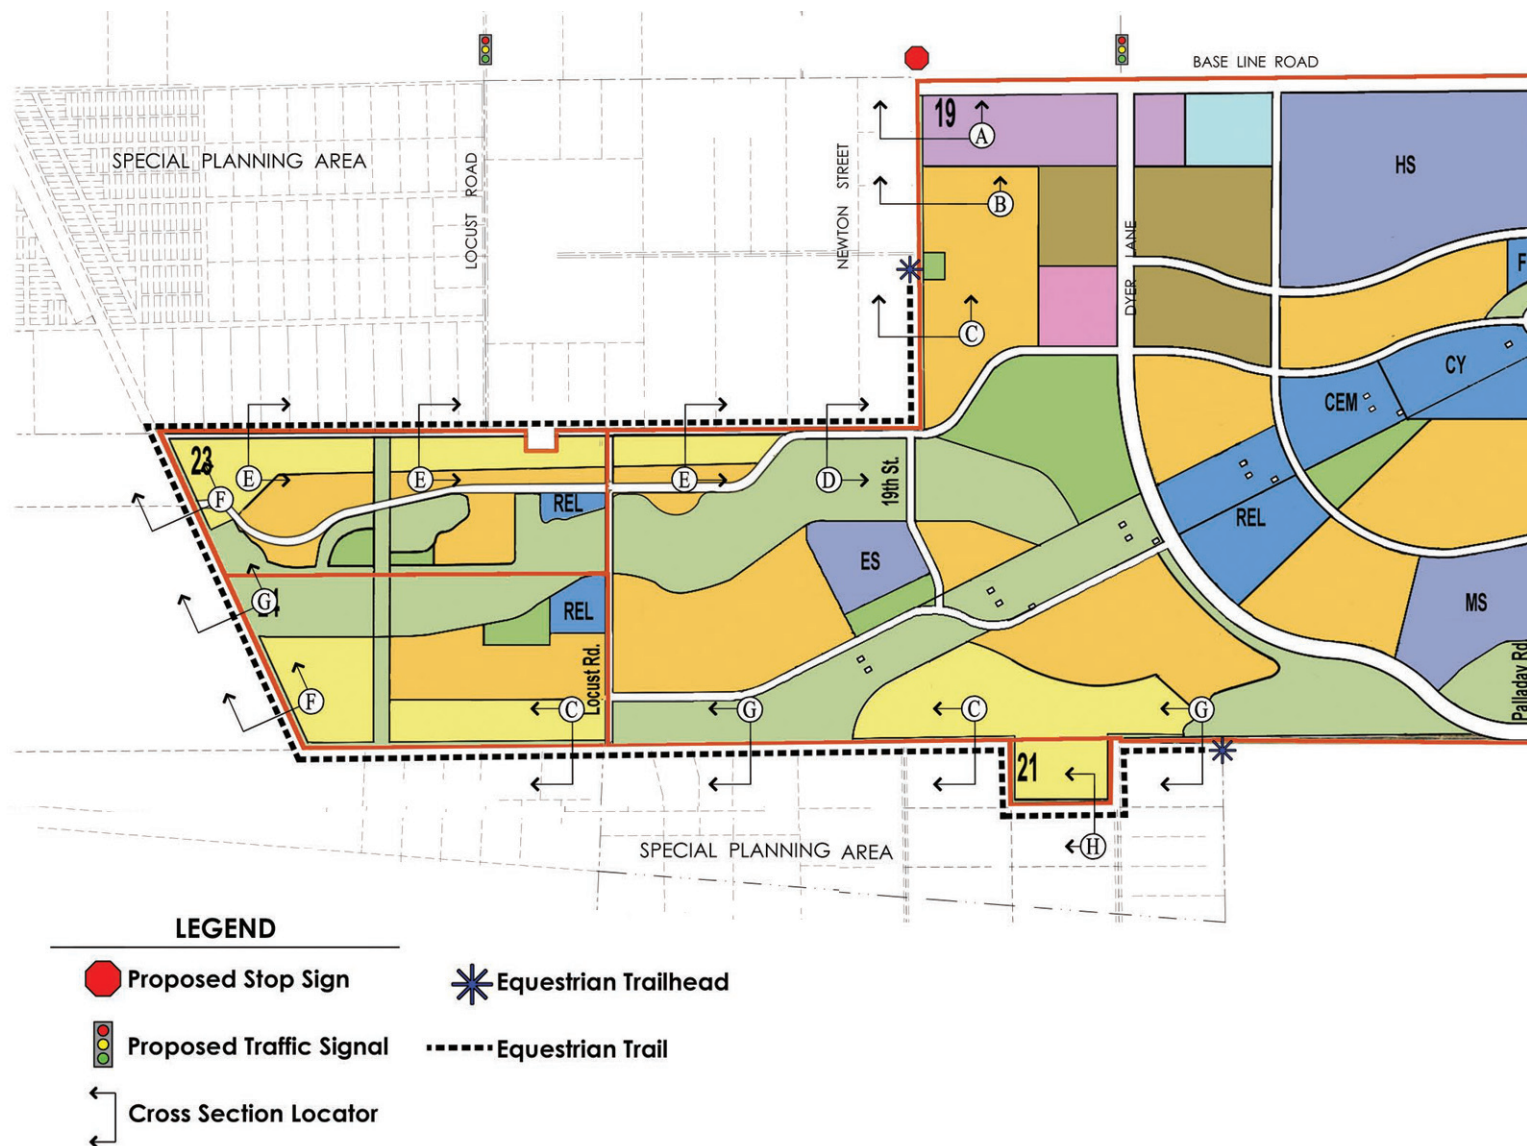 BASE LINE ROAD
19
A
SPECIAL PLANNING AREA
LOCUST ROAD
NEWTON STREET
HS
B
DYER LANE
F
C
CY
CEM
23
E
E
E
D
19th St.
F
REL
REL
ES
G
REL
MS
F
C
Locust Rd.
G
C
G
Palladay Rd
21
H
SPECIAL PLANNING AREA
LEGEND
Proposed Stop Sign
Equestrian Trailhead
Proposed Traffic Signal
Equestrian Trail
Cross Section Locator